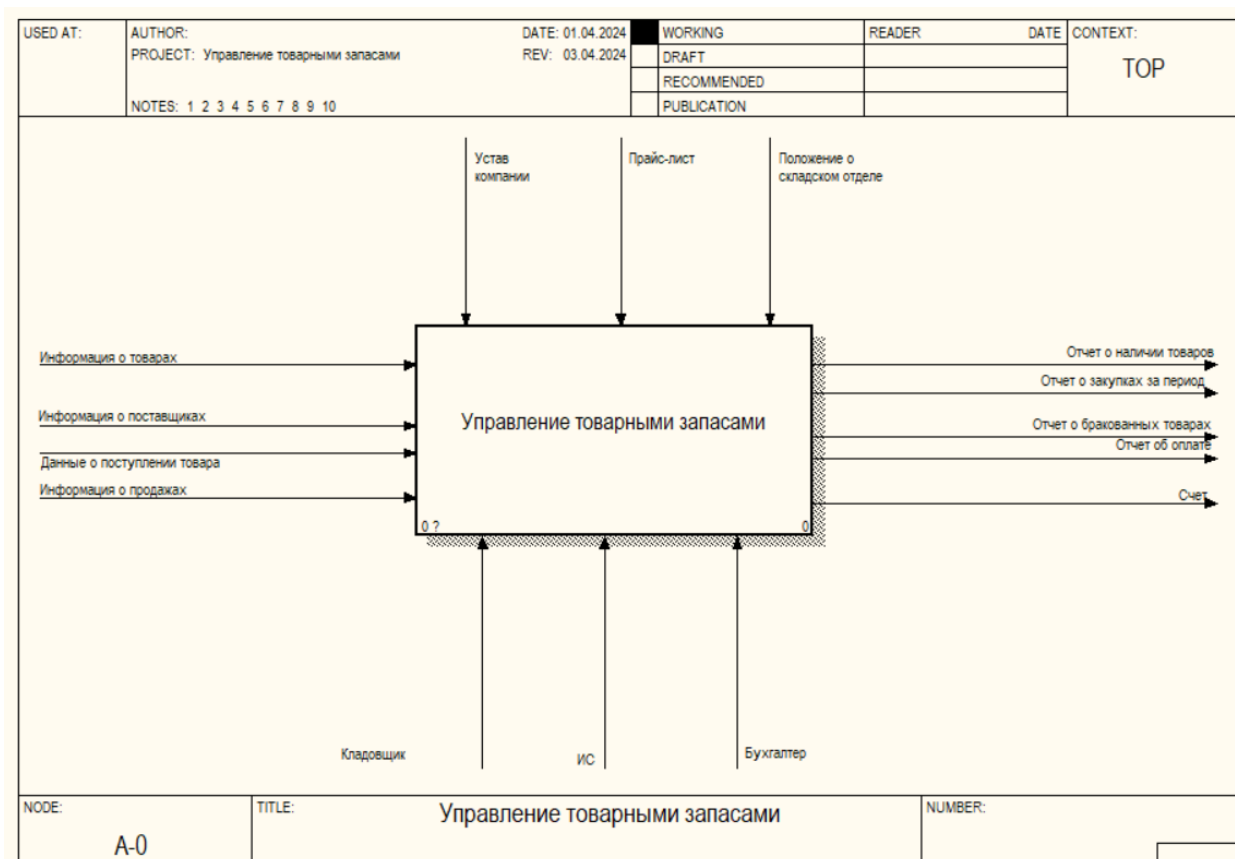 USED AT:
AUTHOR:
DATE: 01.04.2024
WORKING
READER
DATE
CONTEXT:
PROJECT: Управление товарными запасами
REV: 03.04.2024
DRAFT
TOP
RECOMMENDED
NOTES: 1 2 3 4 5 6 7 8 9 10
PUBLICATION
Устав
компании
Прайс-лист
Положение о
складском отделе
Информация о товарах
Информация о поставщиках
Данные о поступлении товара
Информация о продажах
Управление товарными запасами
0 ?
0
Отчет о наличии товаров
Отчет о закупках за период
Отчет о бракованных товарах
Отчет об оплате
Счет
Кладовщик
ИС
Бухгалтер
NODE:
TITLE:
Управление товарными запасами
NUMBER:
A-0